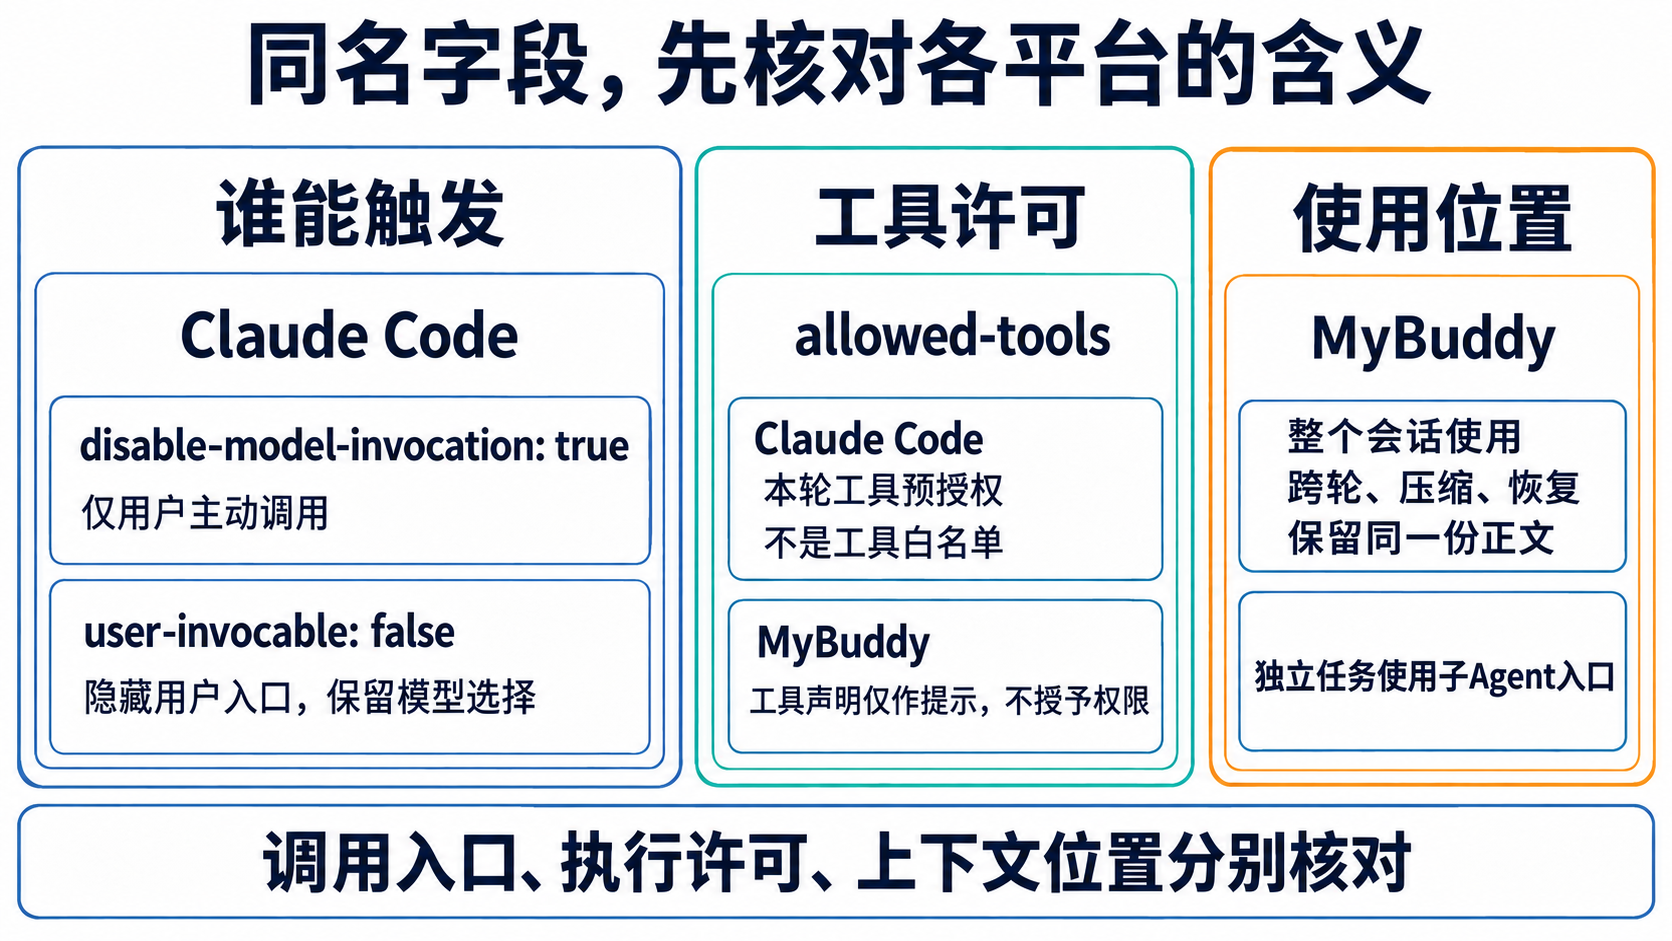 同名字段，先核对各平台的含义
谁能触发
Claude Code
disable-model-invocation: true
仅用户主动调用
user-invocable: false
隐藏用户入口，保留模型选择
工具许可
allowed-tools
Claude Code
本轮工具预授权
不是工具白名单
MyBuddy
工具声明仅作提示，不授予权限
使用位置
MyBuddy
整个会话使用
跨轮、压缩、恢复
保留同一份正文
独立任务使用子Agent入口
调用入口、执行许可、上下文位置分别核对